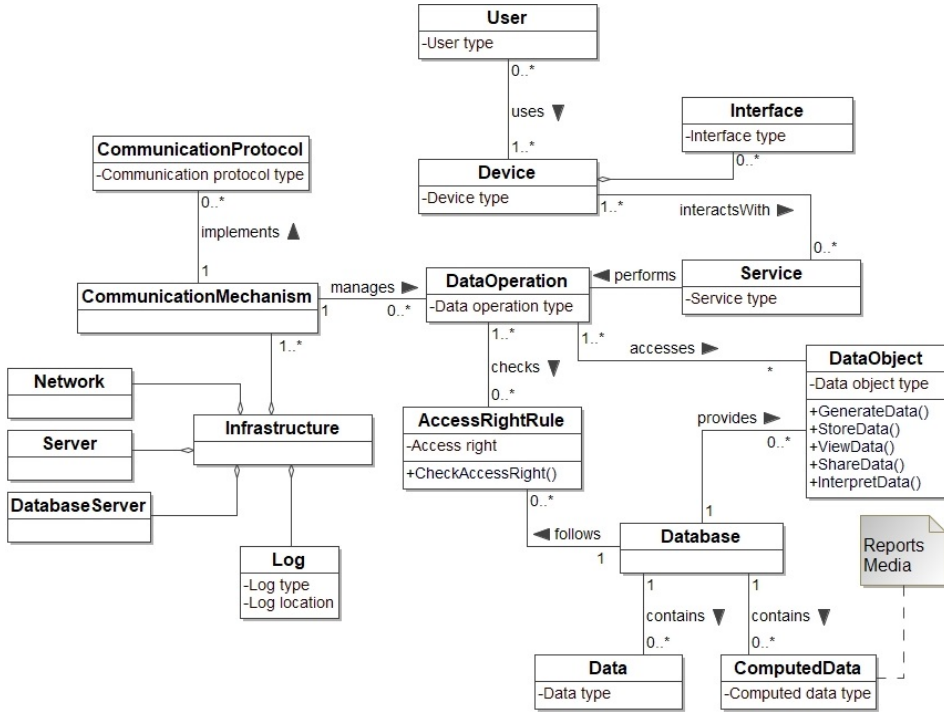 User
-User type
0..*
uses
1..*
Interface
-Interface type
0..*
CommunicationProtocol
-Communication protocol type
0..*
implements
1
Device
-Device type
1..*
interactsWith
0..*
CommunicationMechanism
1
manages
0..*
1..*
DataOperation
-Data operation type
performs
Service
-Service type
1..*
checks
0..*
1..*
accesses
*
DataObject
-Data object type
+GenerateData()
+StoreData()
+ViewData()
+ShareData()
+InterpretData()
Network
Server
DatabaseServer
Infrastructure
Log
-Log type
-Log location
AccessRightRule
-Access right
+CheckAccessRight()
0..*
follows
1
provides
0..*
1
Database
1
contains
0..*
1
contains
0..*
Reports
Media
Data
-Data type
ComputedData
-Computed data type